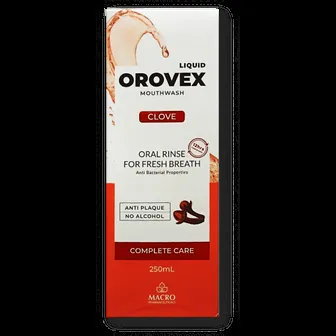 LIQUID
OROVEX
MOUTHWASH
CLOVE
ORAL RINSE
FOR FRESH BREATH
Anti Bacterial Properties
ANTI PLAQUE
NO ALCOHOL
COMPLETE CARE
250mL
MACRO
PHARMACEUTICALS